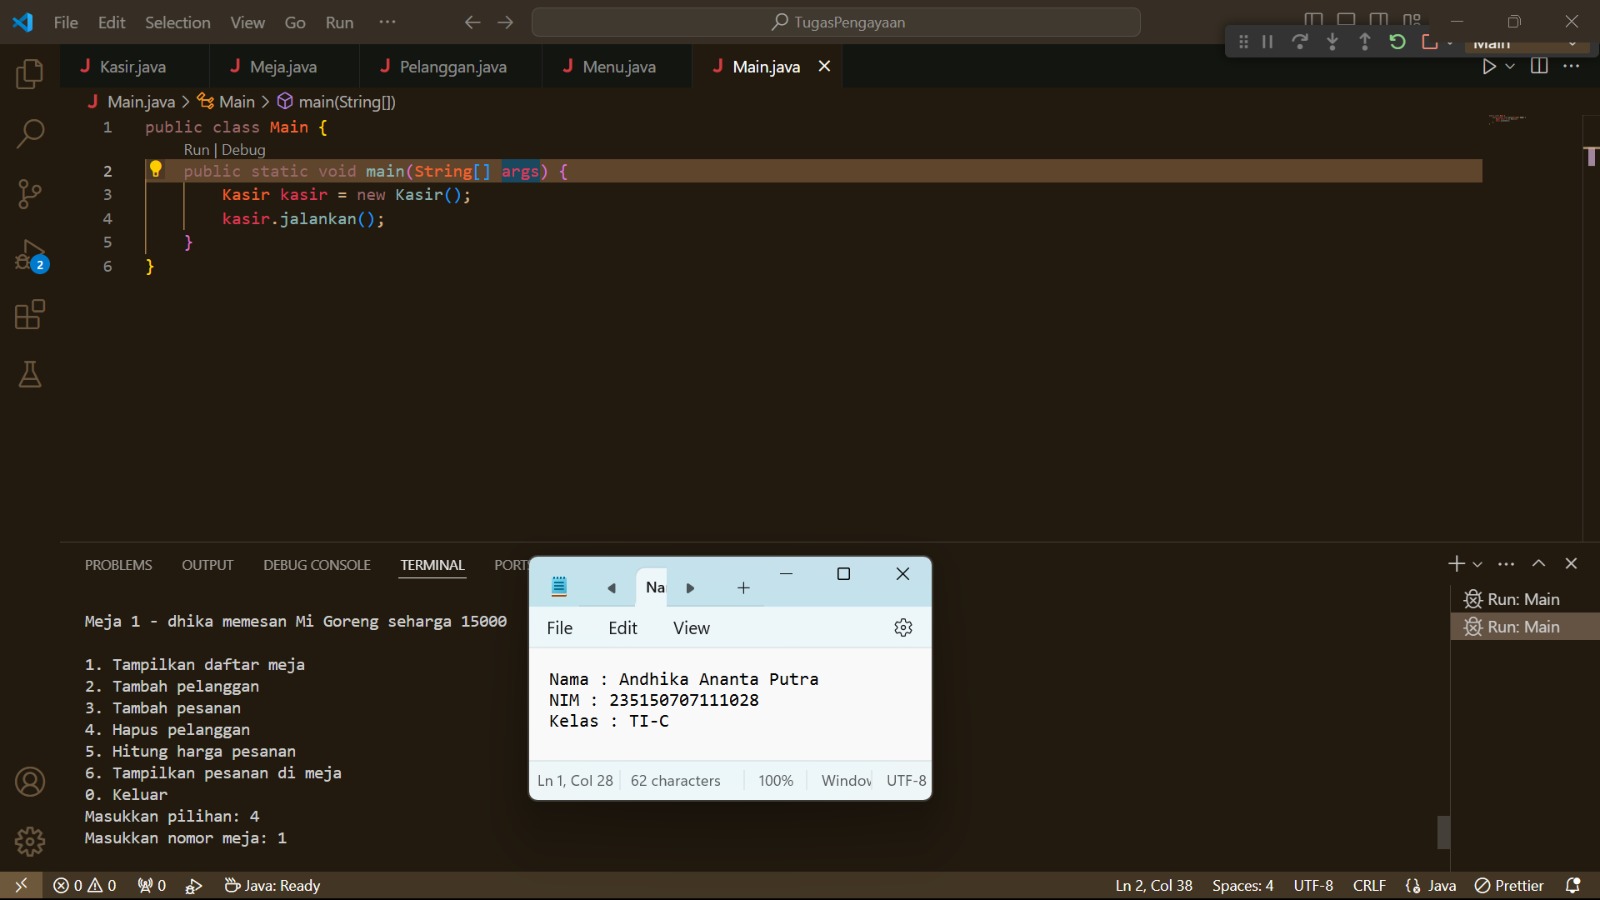 File Edit Selection View Go Run ···
TugasPengayaan
Kasir.java Meja.java Pelanggan.java Menu.java Main.java
Main.java > Main > main(String[])
1 public class Main {
Run | Debug
2 public static void main(String[] args) {
3 Kasir kasir = new Kasir();
4 kasir.jalankan();
5 }
6 }
2
PROBLEMS OUTPUT DEBUG CONSOLE TERMINAL PORTS
Run: Main
Run: Main
Meja 1 - dhika memesan Mi Goreng seharga 15000
1. Tampilkan daftar meja
2. Tambah pelanggan
3. Tambah pesanan
4. Hapus pelanggan
5. Hitung harga pesanan
6. Tampilkan pesanan di meja
0. Keluar
Masukkan pilihan: 4
Masukkan nomor meja: 1
Na
File Edit View
Nama : Andhika Ananta Putra
NIM : 235150707111028
Kelas : TI-C
Ln 1, Col 28 62 characters 100% Window UTF-8
0 0 0 Java: Ready Ln 2, Col 38 Spaces: 4 UTF-8 CRLF Java Prettier